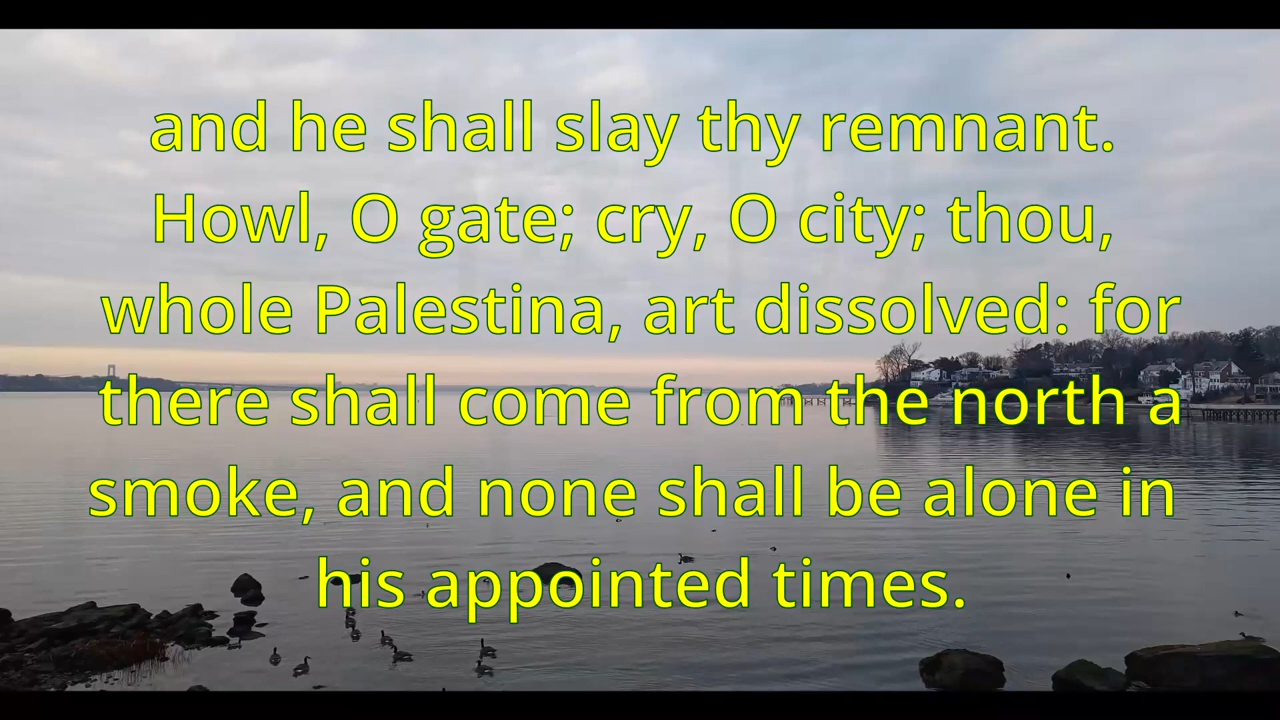 and he shall slay thy remnant.
Howl, O gate; cry, O city; thou,
whole Palestina, art dissolved: for
there shall come from the north a
smoke, and none shall be alone in
his appointed times.